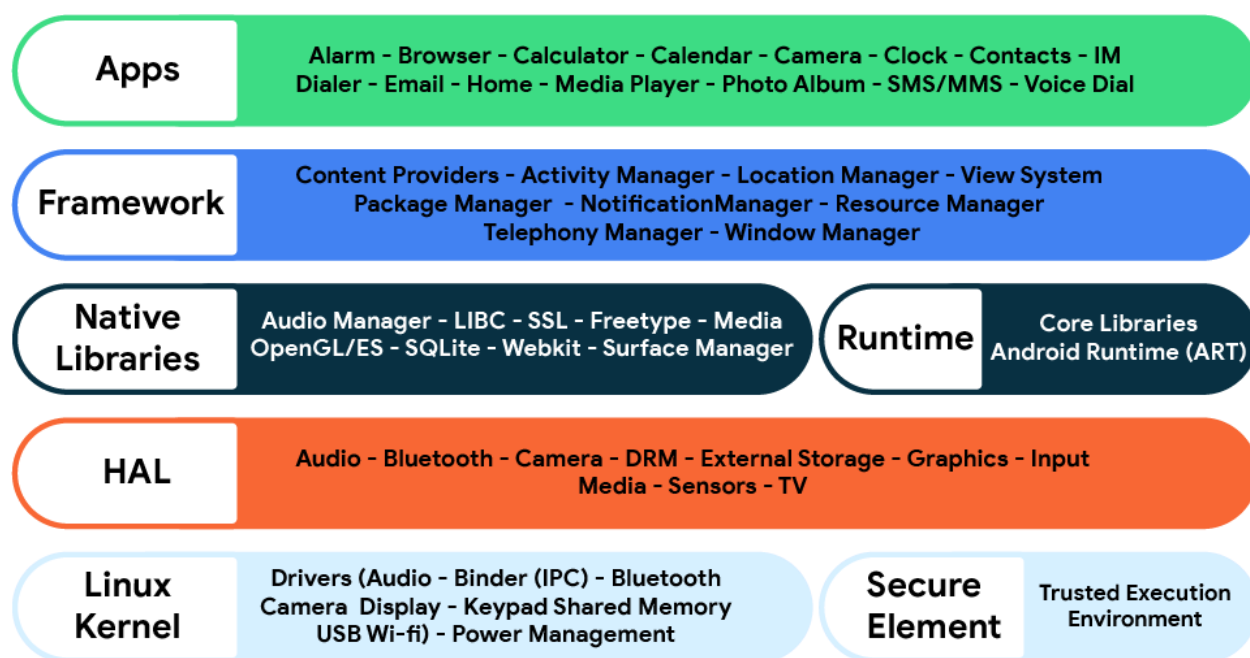 Apps
Alarm - Browser - Calculator - Calendar - Camera - Clock - Contacts - IM
Dialer - Email - Home - Media Player - Photo Album - SMS/MMS - Voice Dial
Framework
Content Providers - Activity Manager - Location Manager - View System
Package Manager - NotificationManager - Resource Manager
Telephony Manager - Window Manager
Native
Libraries
Audio Manager - LIBC - SSL - Freetype - Media
OpenGL/ES - SQLite - Webkit - Surface Manager
Runtime
Core Libraries
Android Runtime (ART)
HAL
Audio - Bluetooth - Camera - DRM - External Storage - Graphics - Input
Media - Sensors - TV
Linux
Kernel
Drivers (Audio - Binder (IPC) - Bluetooth
Camera Display - Keypad Shared Memory
USB Wi-fi) - Power Management
Secure
Element
Trusted Execution
Environment